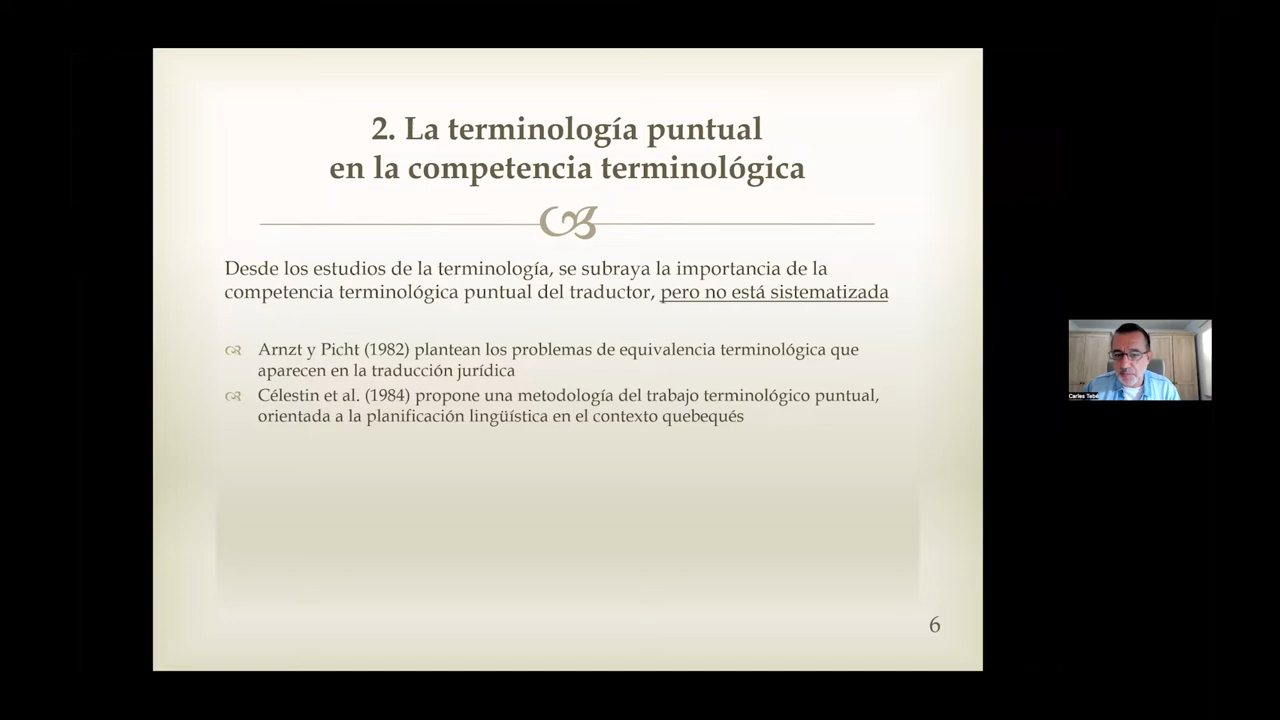 2. La terminología puntual
en la competencia terminológica
Desde los estudios de la terminología, se subraya la importancia de la
competencia terminológica puntual del traductor, pero no está sistematizada
Arnzt y Picht (1982) plantean los problemas de equivalencia terminológica que
aparecen en la traducción jurídica
Célestin et al. (1984) propone una metodología del trabajo terminológico puntual,
orientada a la planificación lingüística en el contexto quebequés
6
Carles Tebé